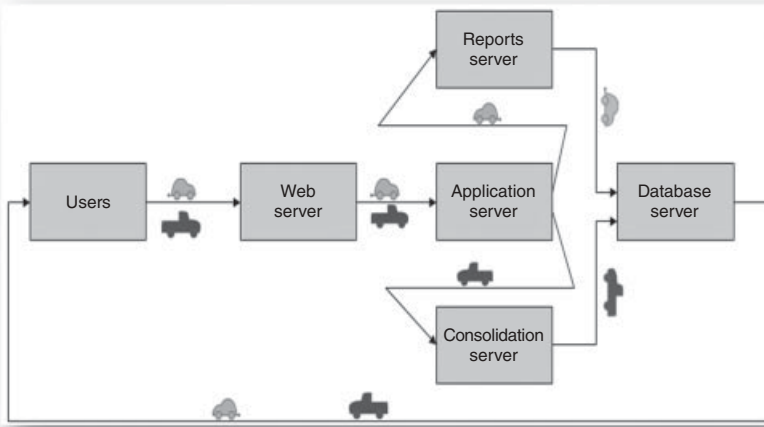 Reports
server
Users
Web
server
Application
server
Database
server
Consolidation
server